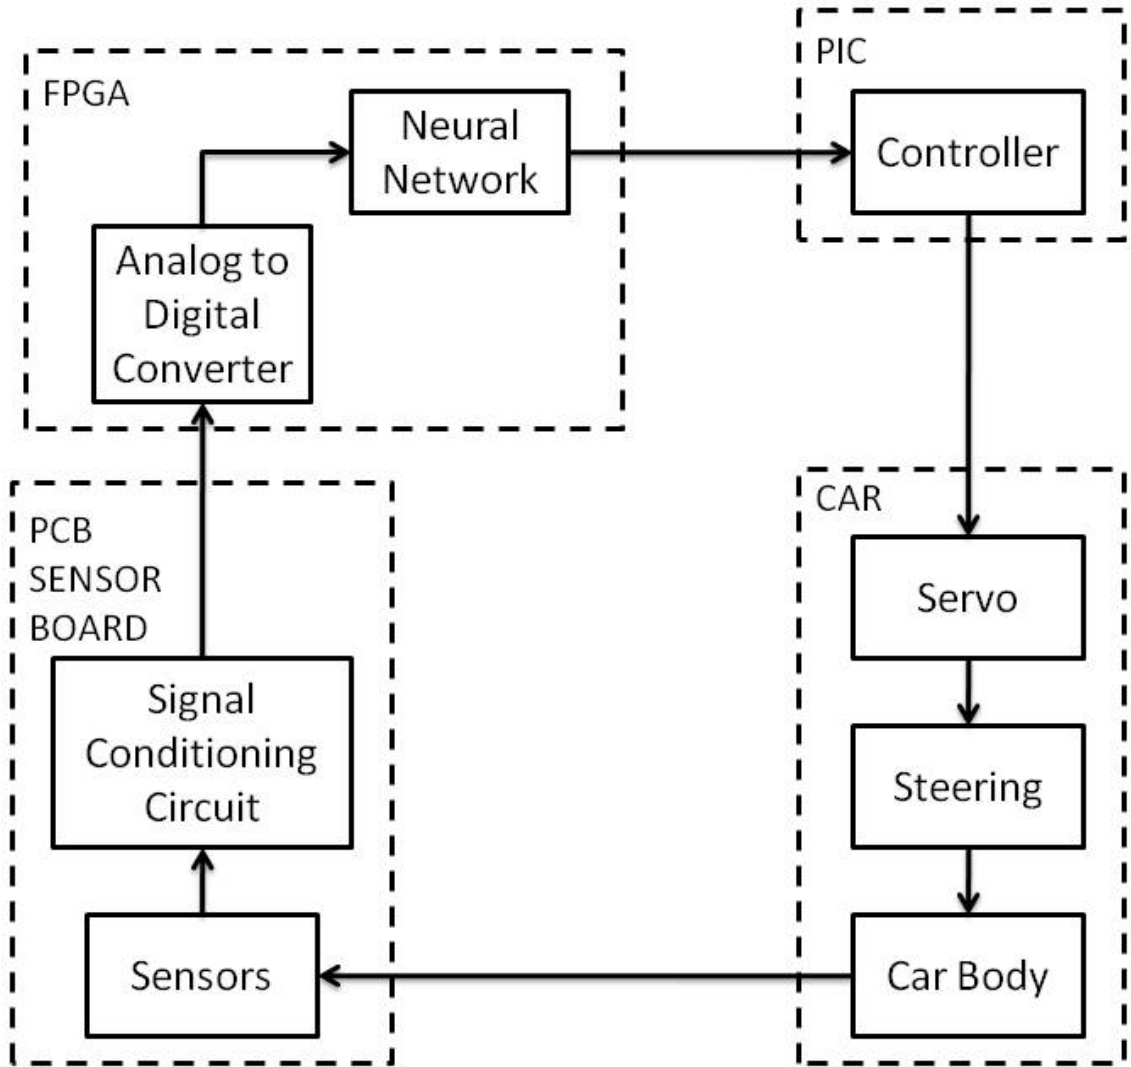 FPGA
Neural
Network
Analog to
Digital
Converter
PIC
Controller
PCB
SENSOR
BOARD
Signal
Conditioning
Circuit
Sensors
CAR
Servo
Steering
Car Body